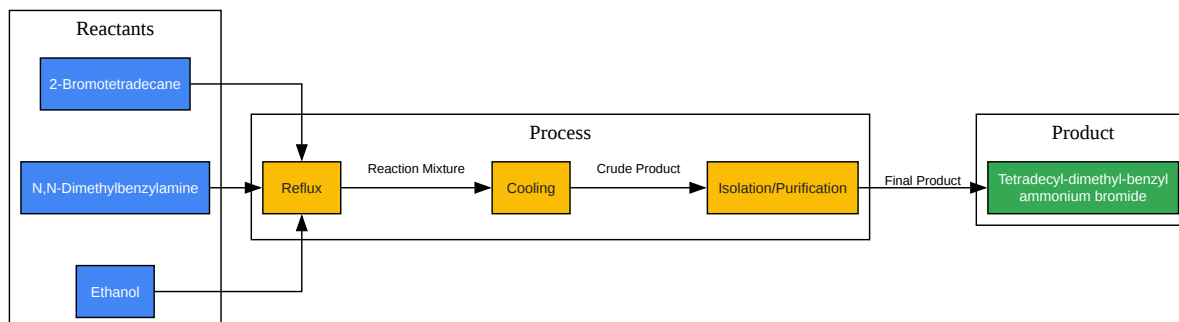 Reactants
2-Bromotetradecane
N,N-Dimethylbenzylamine
Ethanol
Process
Reflux
Reaction Mixture
Cooling
Crude Product
Isolation/Purification
Final Product
Product
Tetradecyl-dimethyl-benzyl
ammonium bromide